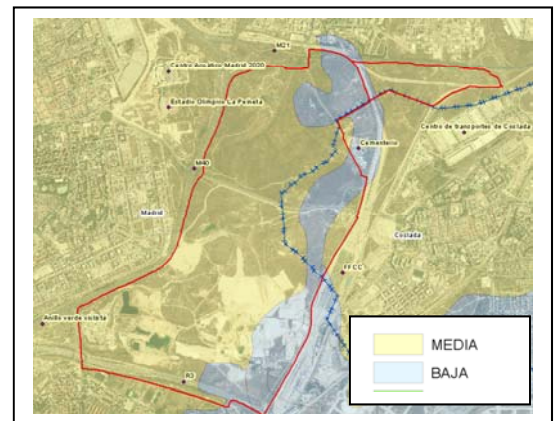 M21
Centro Acuático Madrid 2020
Estadio Olímpico La Peineta
Centro de transportes de Coslada
Cementerio
M40
Madrid
Coslada
FFCC
Anillo verde ciclista
R3
MEDIA
BAJA